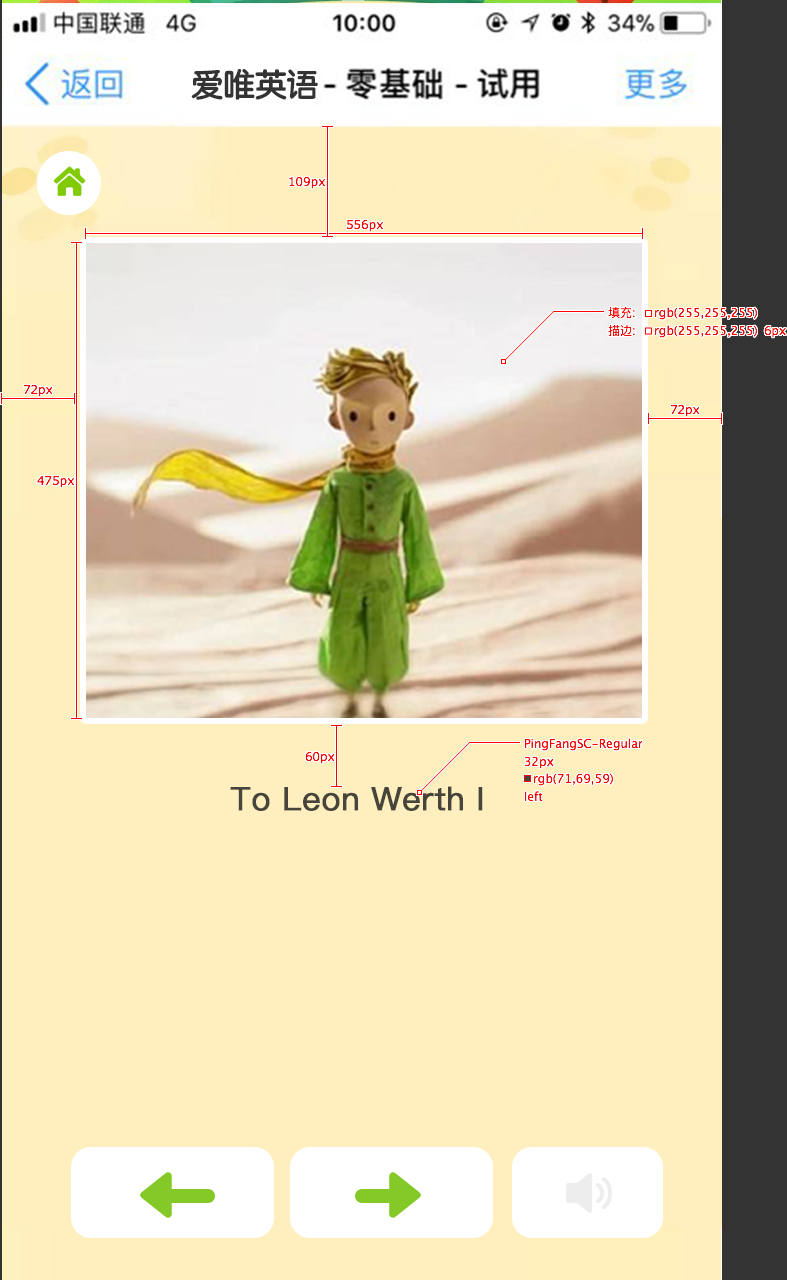 中国联通 4G 10:00 34%
返回 爱唯英语 - 零基础 - 试用 更多
109px
556px
填充: rgb(255,255,255)
描边: rgb(255,255,255) 6px
72px
72px
475px
PingFangSC-Regular
60px
32px
rgb(71,69,59)
left
To Leon Werth I